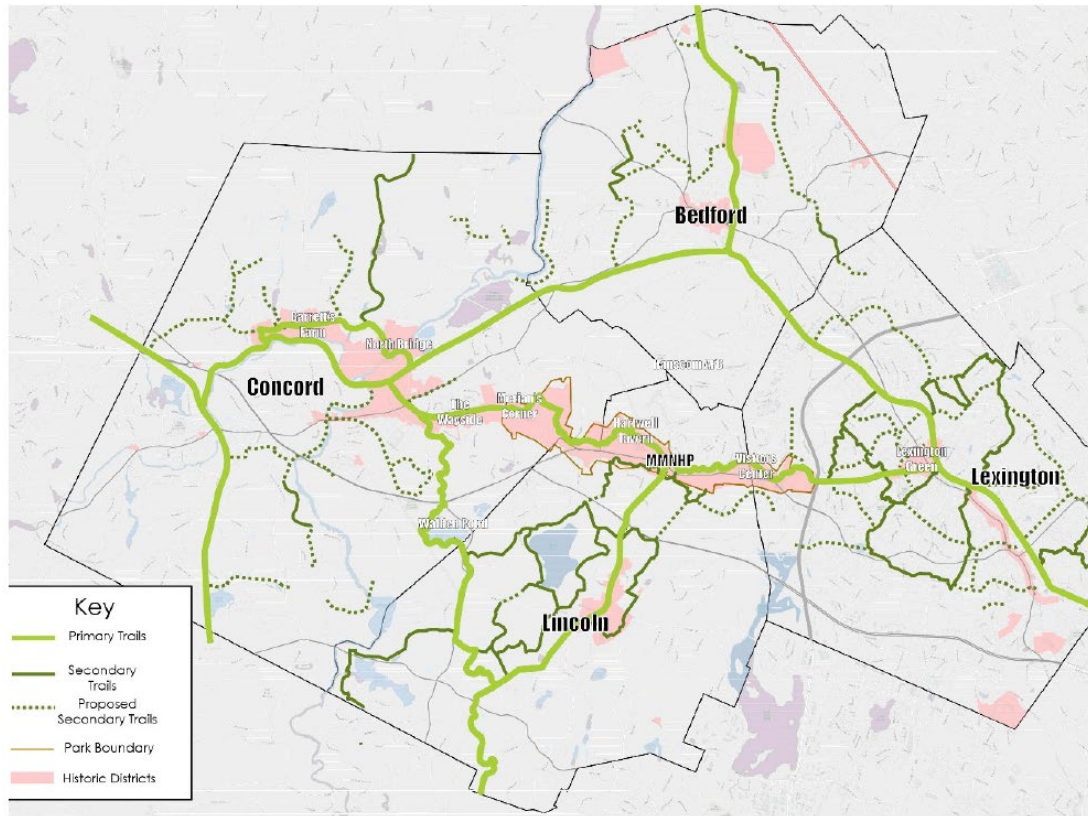 Bedford
Barrett's
Farm
North Bridge
Concord
The
Wayside
Meriam's
Corner
Hanscom AFB
Hartwell
Tavern
MMNHP
Visitors
Center
Lexington
Green
Lexington
Walden Pond
Lincoln
Key
Primary Trails
Secondary
Trails
Proposed
Secondary Trails
Park Boundary
Historic Districts